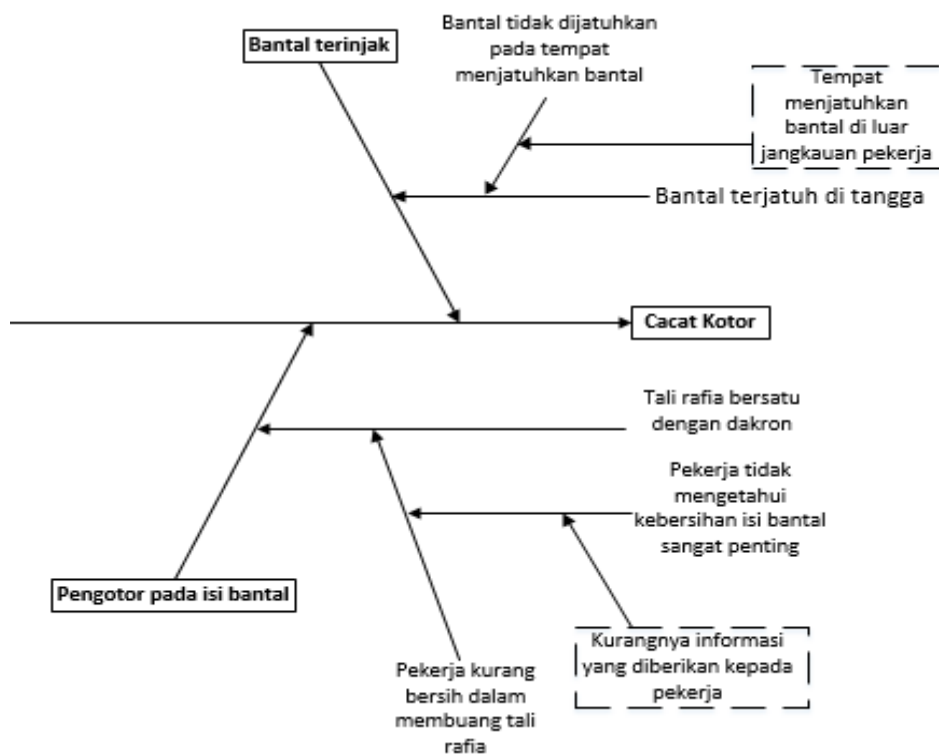 Bantal terinjak
Bantal tidak dijatuhkan
pada tempat
menjatuhkan bantal
Tempat
menjatuhkan
bantal di luar
jangkauan pekerja
Bantal terjatuh di tangga
Cacat Kotor
Tali rafia bersatu
dengan dakron
Pekerja tidak
mengetahui
kebersihan isi bantal
sangat penting
Pengotor pada isi bantal
Kurangnya informasi
yang diberikan kepada
pekerja
Pekerja kurang
bersih dalam
membuang tali
rafia